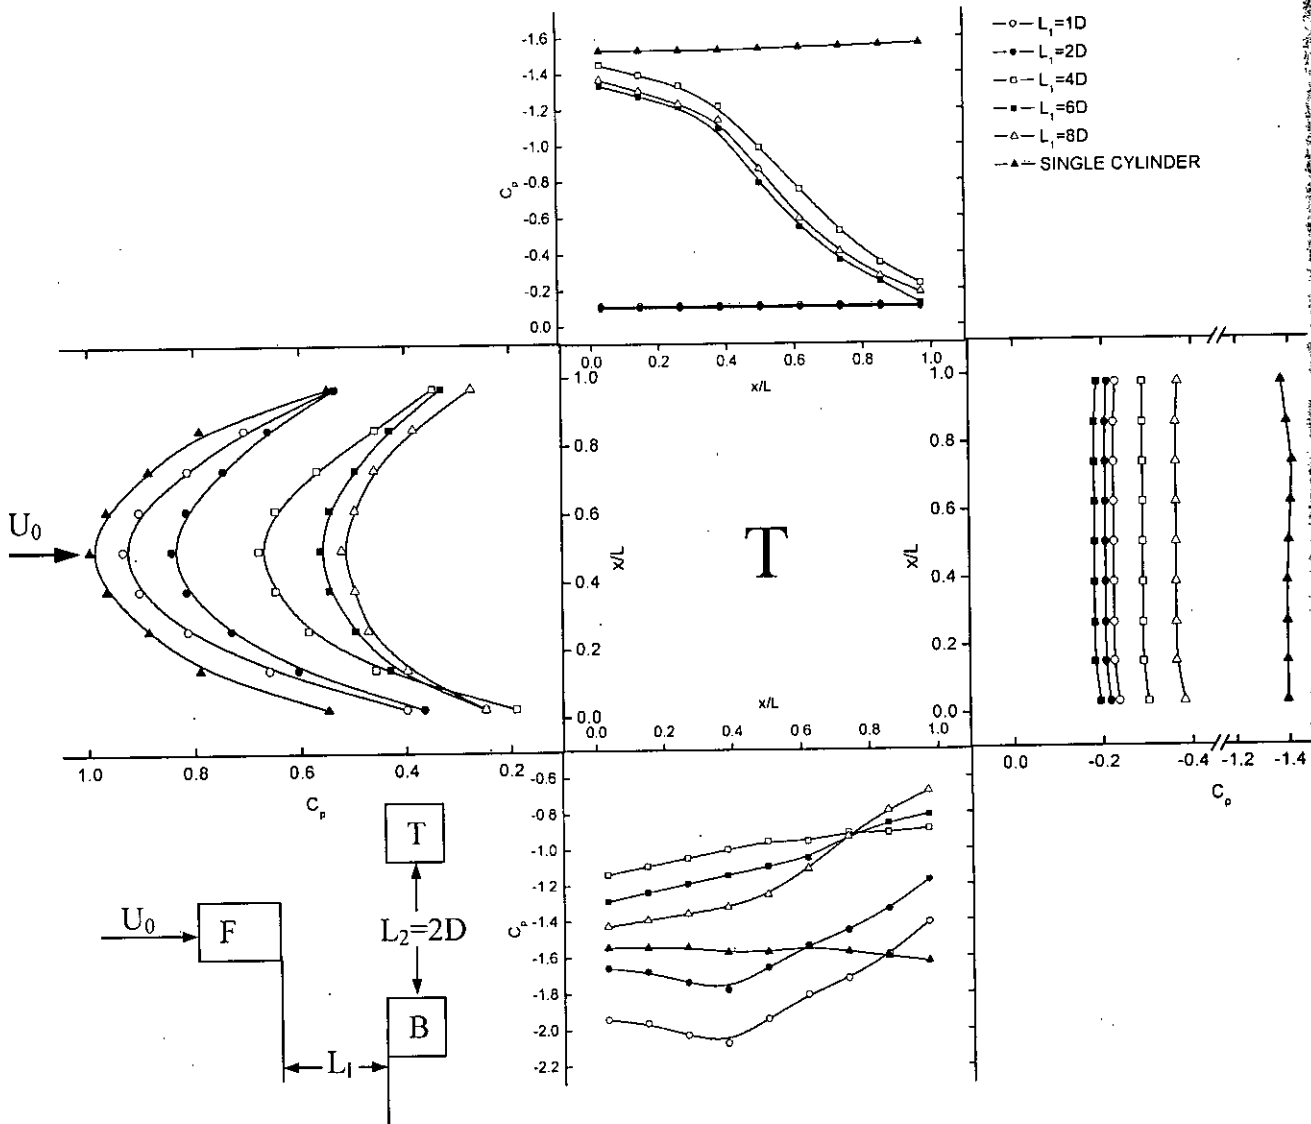 L₁=1D
L₁=2D
L₁=4D
L₁=6D
L₁=8D
SINGLE CYLINDER
-1.6
-1.4
-1.2
-1.0
-0.8
-0.6
-0.4
-0.2
0.0
Cₚ
0.0 0.2 0.4 0.6 0.8 1.0
x/L
U₀
1.0
0.8
0.6
0.4
0.2
0.0
x/L
1.0 0.8 0.6 0.4 0.2
Cₚ
T
1.0
0.8
0.6
0.4
0.2
0.0
x/L
0.0 -0.2 -0.4 -1.2 -1.4
Cₚ
x/L
0.0 0.2 0.4 0.6 0.8 1.0
-0.6
-0.8
-1.0
-1.2
-1.4
-1.6
-1.8
-2.0
-2.2
Cₚ
T
U₀
F
L₂=2D
B
L₁